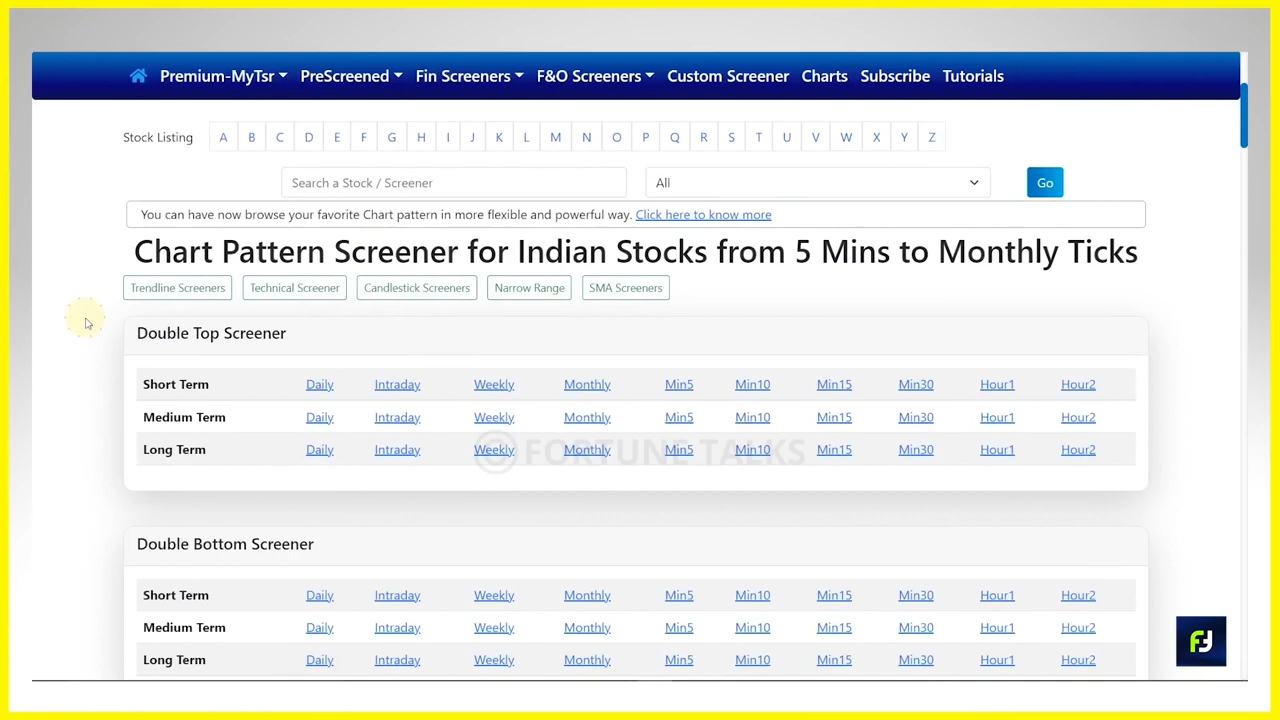 Premium-MyTsr PreScreened Fin Screeners F&O Screeners Custom Screener Charts Subscribe Tutorials
Stock Listing A B C D E F G H I J K L M N O P Q R S T U V W X Y Z
Search a Stock / Screener All Go
You can have now browse your favorite Chart pattern in more flexible and powerful way. Click here to know more
Chart Pattern Screener for Indian Stocks from 5 Mins to Monthly Ticks
Trendline Screeners Technical Screener Candlestick Screeners Narrow Range SMA Screeners
Double Top Screener
Short Term Daily Intraday Weekly Monthly Min5 Min10 Min15 Min30 Hour1 Hour2
Medium Term Daily Intraday Weekly Monthly Min5 Min10 Min15 Min30 Hour1 Hour2
Long Term Daily Intraday Weekly Monthly Min5 Min10 Min15 Min30 Hour1 Hour2
© FORTUNE TALKS
Double Bottom Screener
Short Term Daily Intraday Weekly Monthly Min5 Min10 Min15 Min30 Hour1 Hour2
Medium Term Daily Intraday Weekly Monthly Min5 Min10 Min15 Min30 Hour1 Hour2
Long Term Daily Intraday Weekly Monthly Min5 Min10 Min15 Min30 Hour1 Hour2